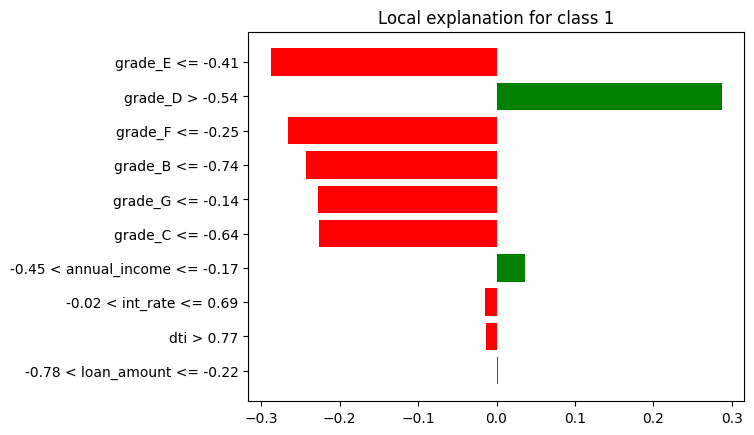 Local explanation for class 1
grade_E <= -0.41
grade_D > -0.54
grade_F <= -0.25
grade_B <= -0.74
grade_G <= -0.14
grade_C <= -0.64
-0.45 < annual_income <= -0.17
-0.02 < int_rate <= 0.69
dti > 0.77
-0.78 < loan_amount <= -0.22
−0.3 −0.2 −0.1 0.0 0.1 0.2 0.3